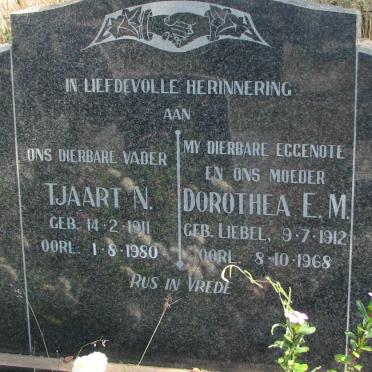 IN LIEFDEVOLLE HERINNERING
AAN
ONS DIERBARE VADER
TJAART N.
GEB. 14·2·1911
OORL. 1·8·1980
MY DIERBARE EGGENOTE
EN ONS MOEDER
DOROTHEA E. M.
GEB. LIEBEL, 9·7·1912
OORL. 8·10·1968
RUS IN VREDE